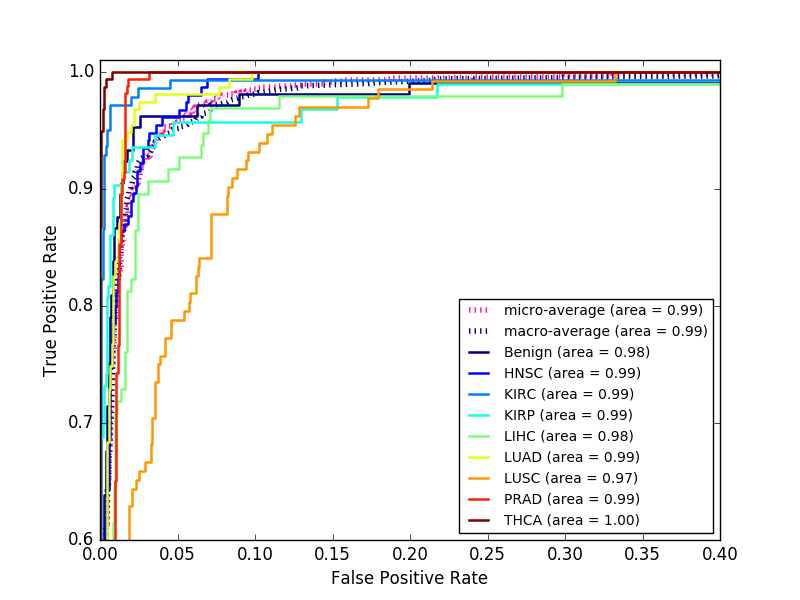 1.0
0.9
0.8
0.7
0.6
True Positive Rate
micro-average (area = 0.99)
macro-average (area = 0.99)
Benign (area = 0.98)
HNSC (area = 0.99)
KIRC (area = 0.99)
KIRP (area = 0.99)
LIHC (area = 0.98)
LUAD (area = 0.99)
LUSC (area = 0.97)
PRAD (area = 0.99)
THCA (area = 1.00)
0.00 0.05 0.10 0.15 0.20 0.25 0.30 0.35 0.40
False Positive Rate